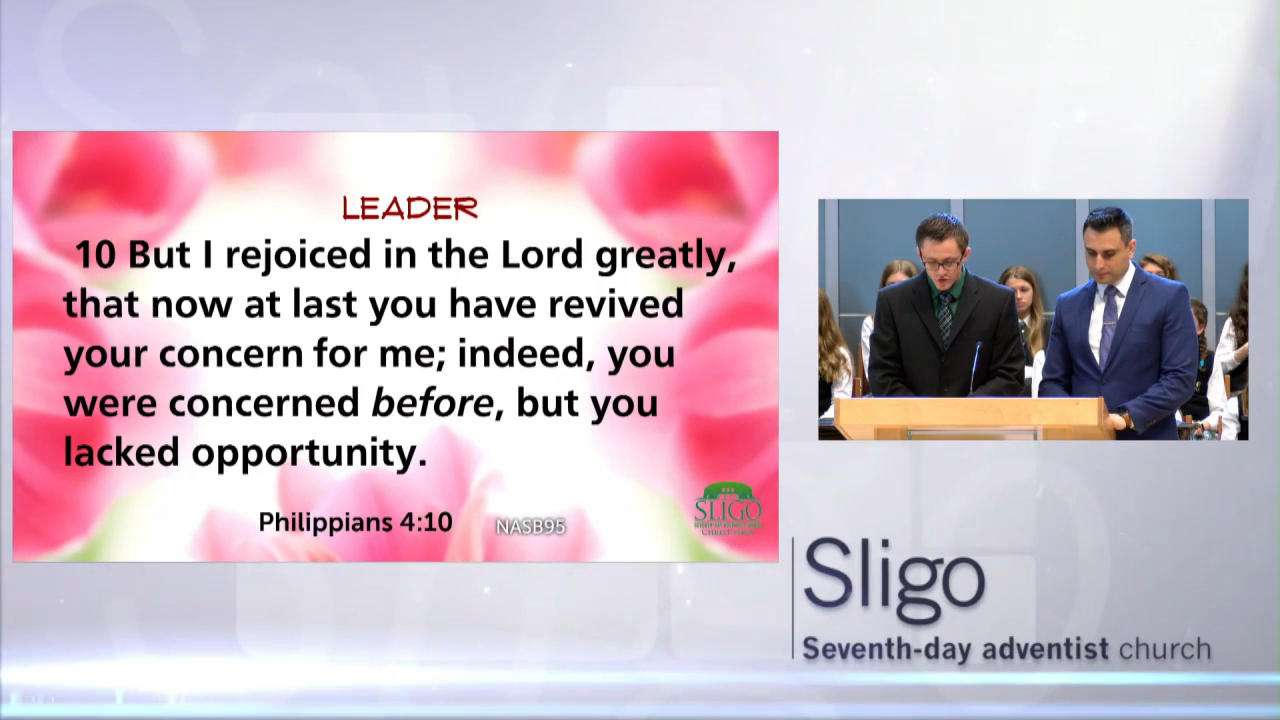 LEADER
10 But I rejoiced in the Lord greatly,
that now at last you have revived
your concern for me; indeed, you
were concerned before, but you
lacked opportunity.
Philippians 4:10 NASB95
SLIGO
Sligo
Seventh-day adventist church